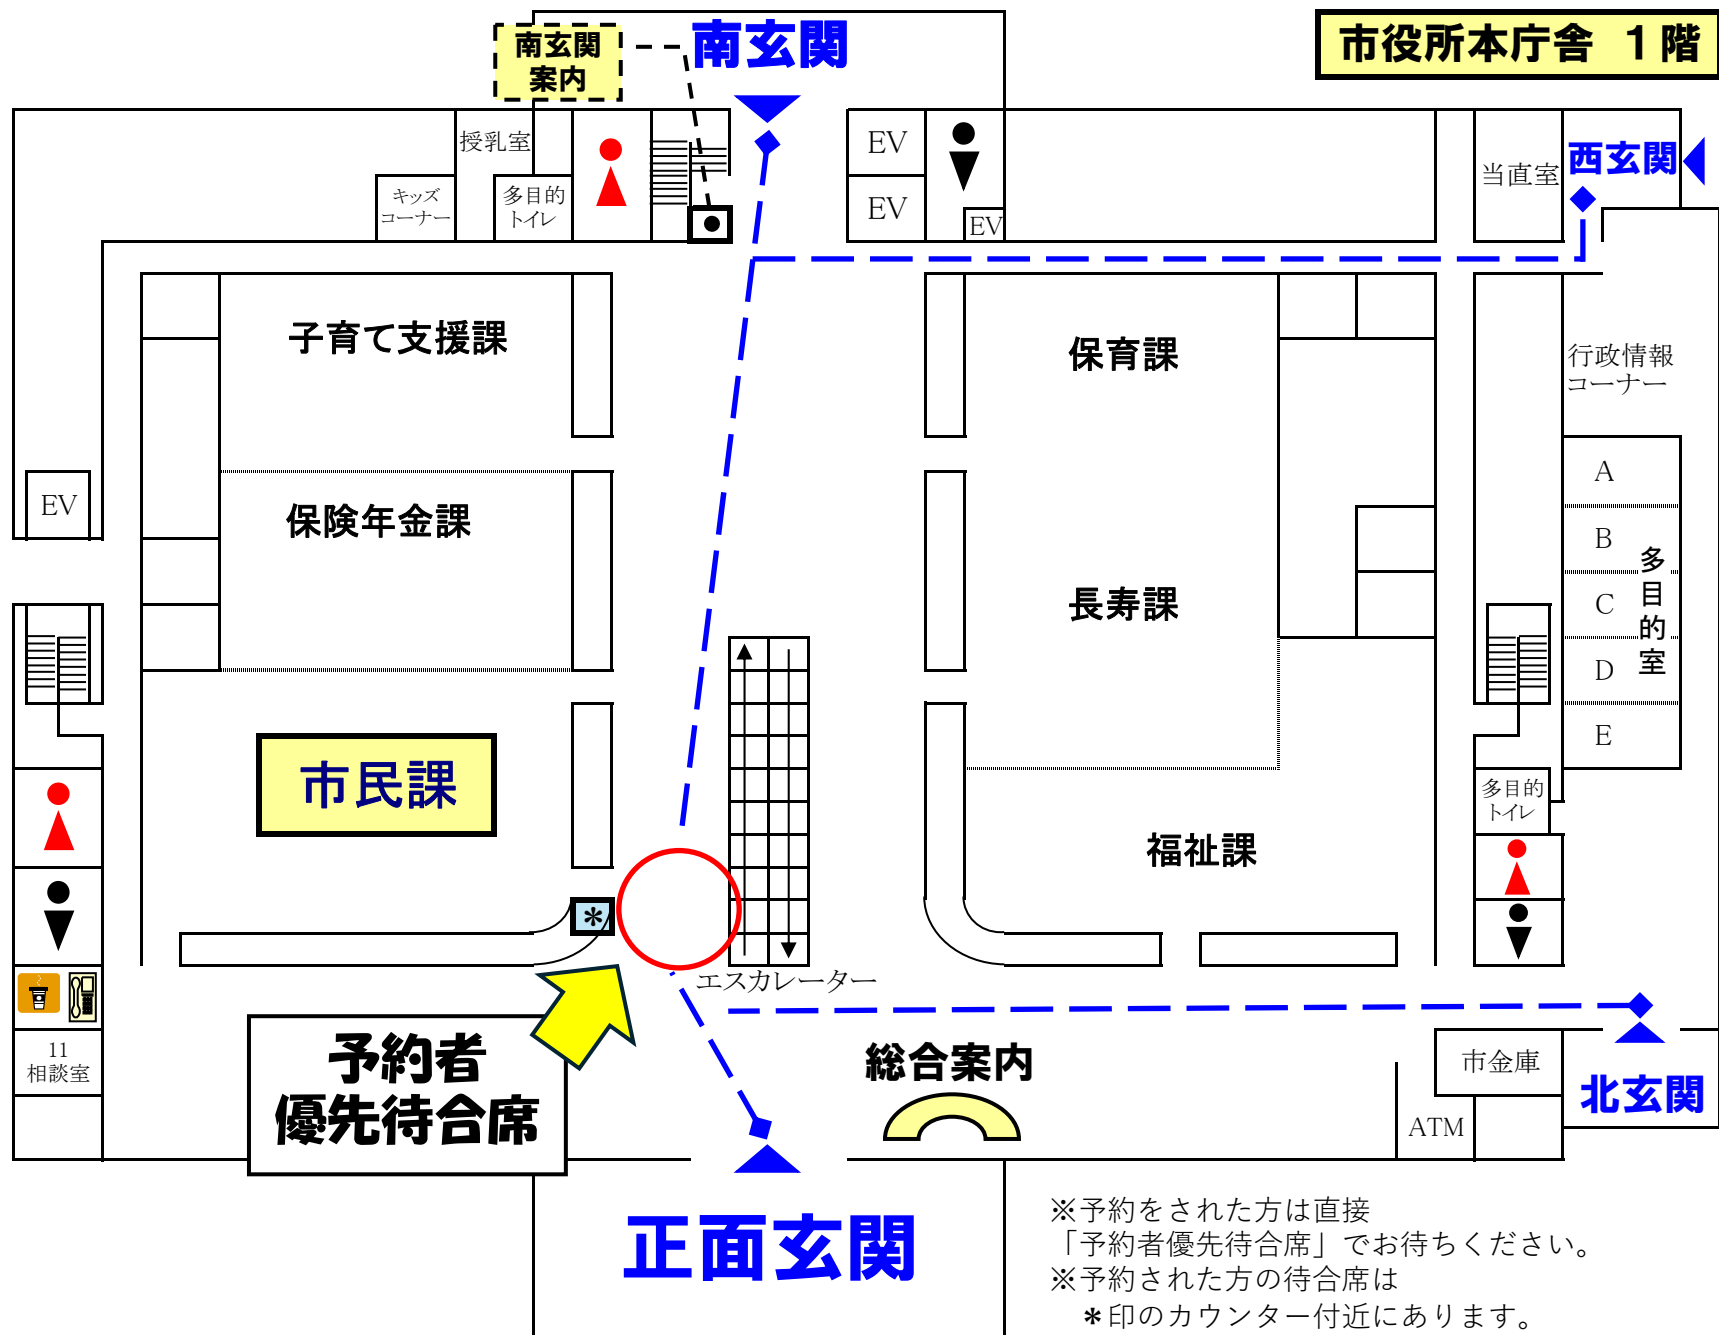 市役所本庁舎 1階
南玄関
案内
南玄関
授乳室
キッズ
コーナー
多目的
トイレ
EV
EV
EV
当直室
西玄関
子育て支援課
保育課
行政情報
コーナー
EV
保険年金課
長寿課
A
B
C
D
E
多目的室
市民課
多目的
トイレ
福祉課
*
エスカレーター
11
相談室
予約者
優先待合席
総合案内
市金庫
ATM
北玄関
正面玄関
※予約をされた方は直接
「予約者優先待合席」でお待ちください。
※予約された方の待合席は
*印のカウンター付近にあります。